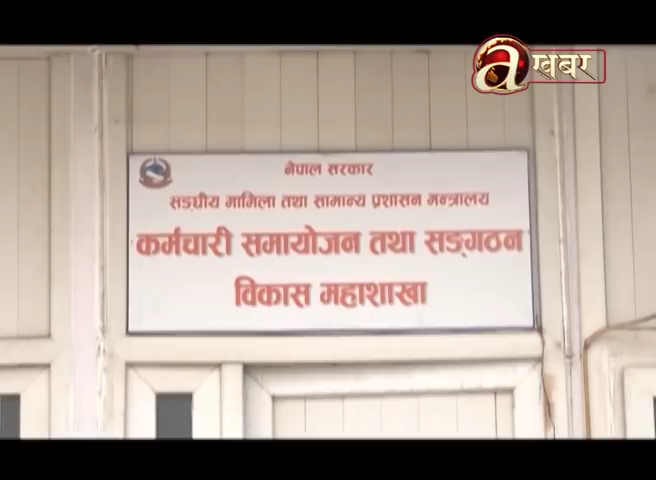 a खबर
नेपाल सरकार
सङ्घीय मामिला तथा सामान्य प्रशासन मन्त्रालय
कर्मचारी समायोजन तथा सङ्गठन
विकास महाशाखा